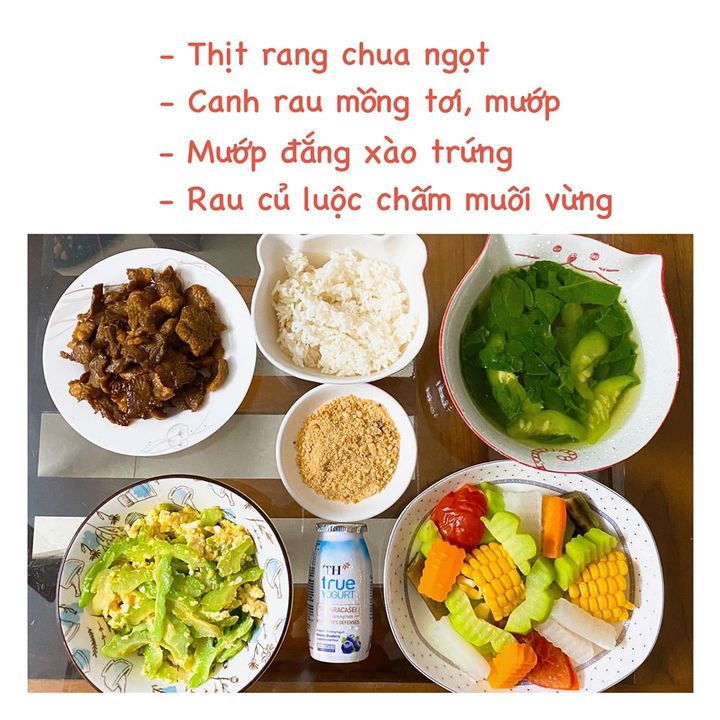 - Thịt rang chua ngọt
- Canh rau mồng tơi, mướp
- Mướp đắng xào trứng
- Rau củ luộc chấm muối vừng
TH
true
YOGURT